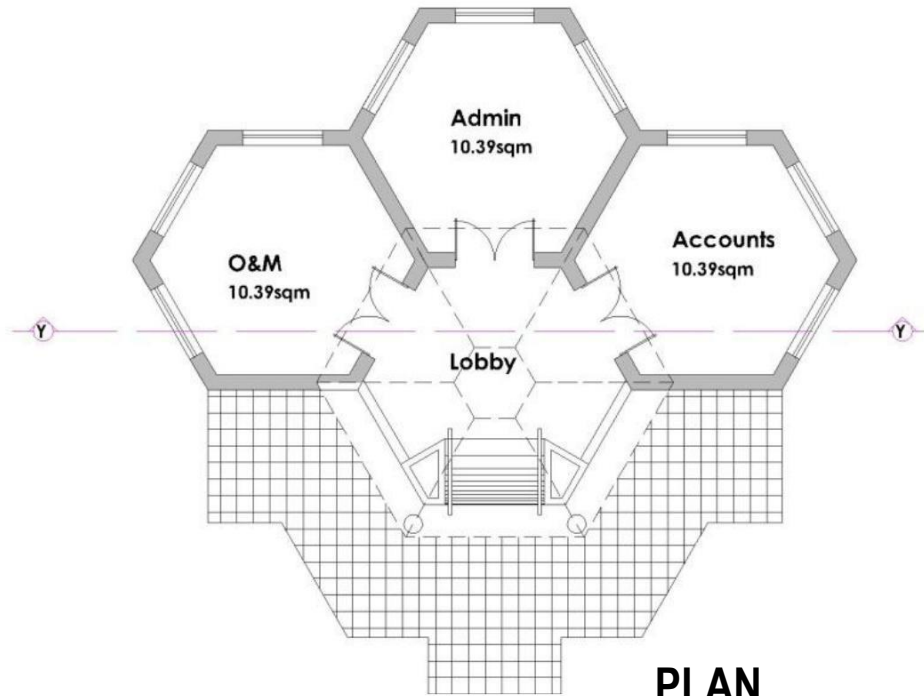 Admin
10.39sqm
O&M
10.39sqm
Accounts
10.39sqm
Y
Y
Lobby
PLAN